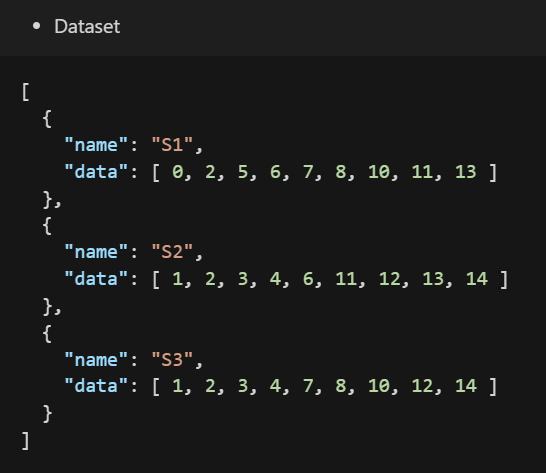 • Dataset
[
  {
    "name": "S1",
    "data": [ 0, 2, 5, 6, 7, 8, 10, 11, 13 ]
  },
  {
    "name": "S2",
    "data": [ 1, 2, 3, 4, 6, 11, 12, 13, 14 ]
  },
  {
    "name": "S3",
    "data": [ 1, 2, 3, 4, 7, 8, 10, 12, 14 ]
  }
]